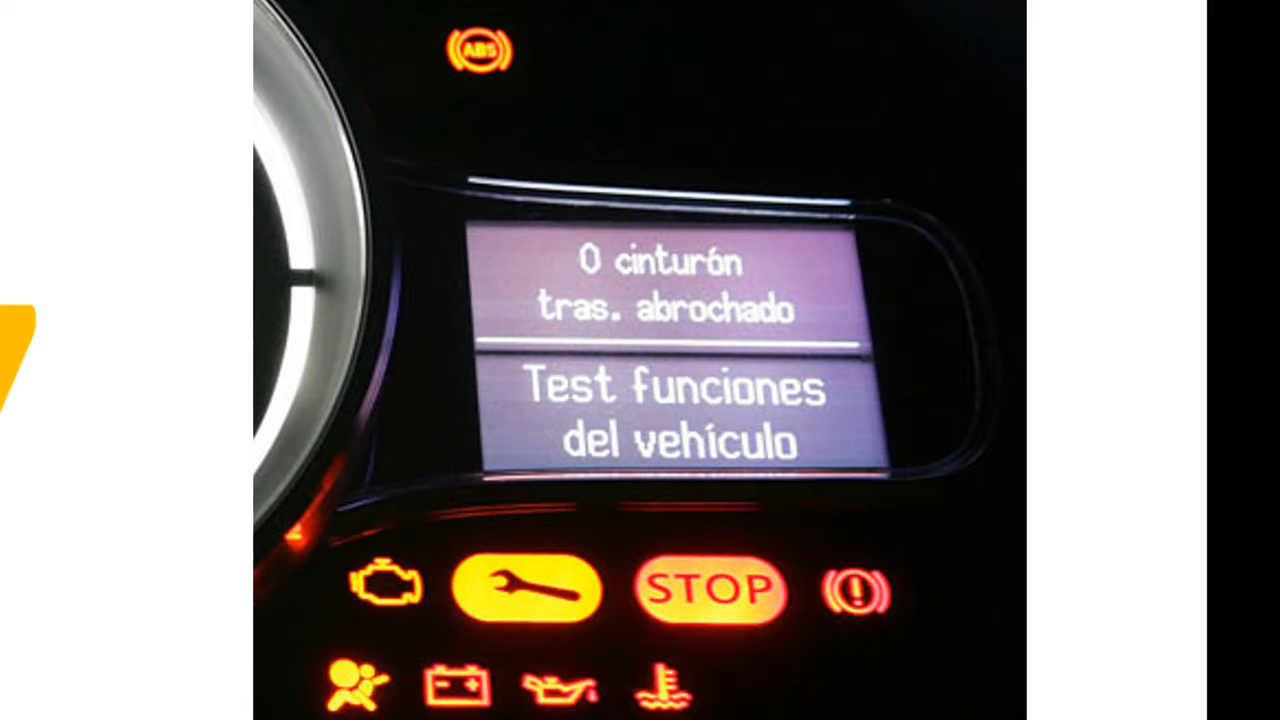 ABS
0 cinturón
tras. abrochado
Test funciones
del vehículo
STOP